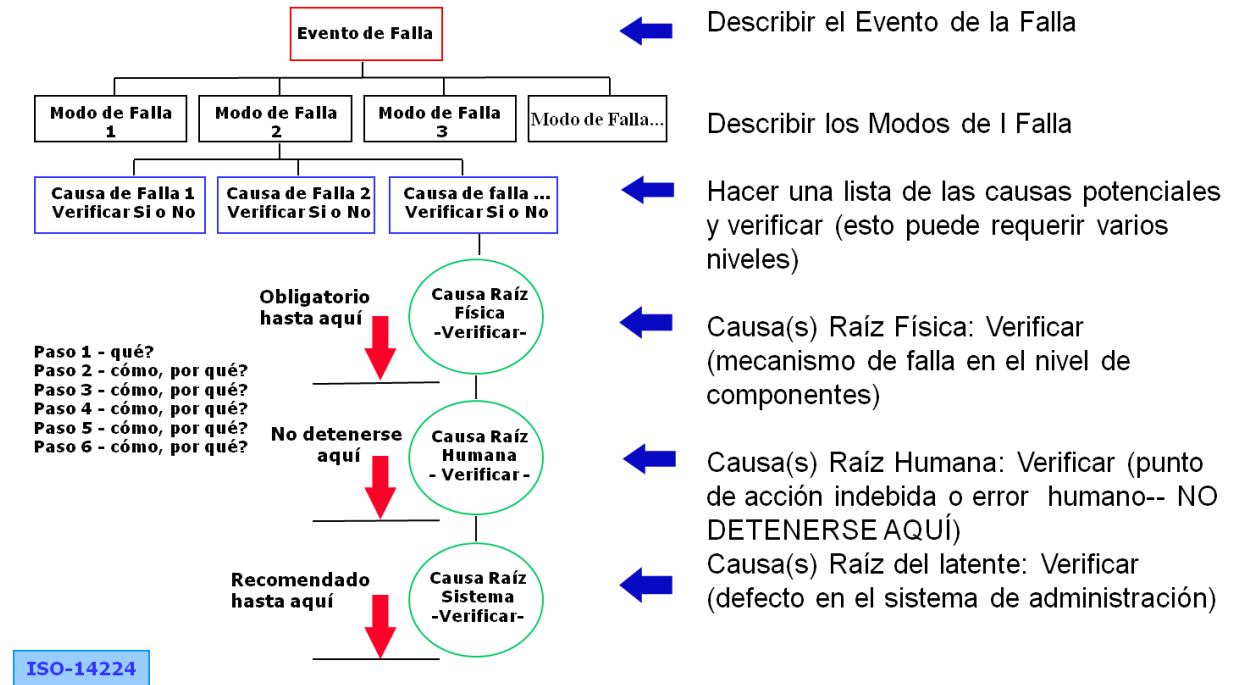 Evento de Falla
Describir el Evento de la Falla
Modo de Falla
1
Modo de Falla
2
Modo de Falla
3
Modo de Falla...
Describir los Modos de l Falla
Causa de Falla 1
Verificar Si o No
Causa de Falla 2
Verificar Si o No
Causa de falla ...
Verificar Si o No
Hacer una lista de las causas potenciales
y verificar (esto puede requerir varios
niveles)
Obligatorio
hasta aquí
Causa Raíz
Física
-Verificar-
Causa(s) Raíz Física: Verificar
(mecanismo de falla en el nivel de
componentes)
Paso 1 - qué?
Paso 2 - cómo, por qué?
Paso 3 - cómo, por qué?
Paso 4 - cómo, por qué?
Paso 5 - cómo, por qué?
Paso 6 - cómo, por qué?
No detenerse
aquí
Causa Raíz
Humana
- Verificar -
Causa(s) Raíz Humana: Verificar (punto
de acción indebida o error humano-- NO
DETENERSE AQUÍ)
Recomendado
hasta aquí
Causa Raíz
Sistema
-Verificar-
Causa(s) Raíz del latente: Verificar
(defecto en el sistema de administración)
ISO-14224